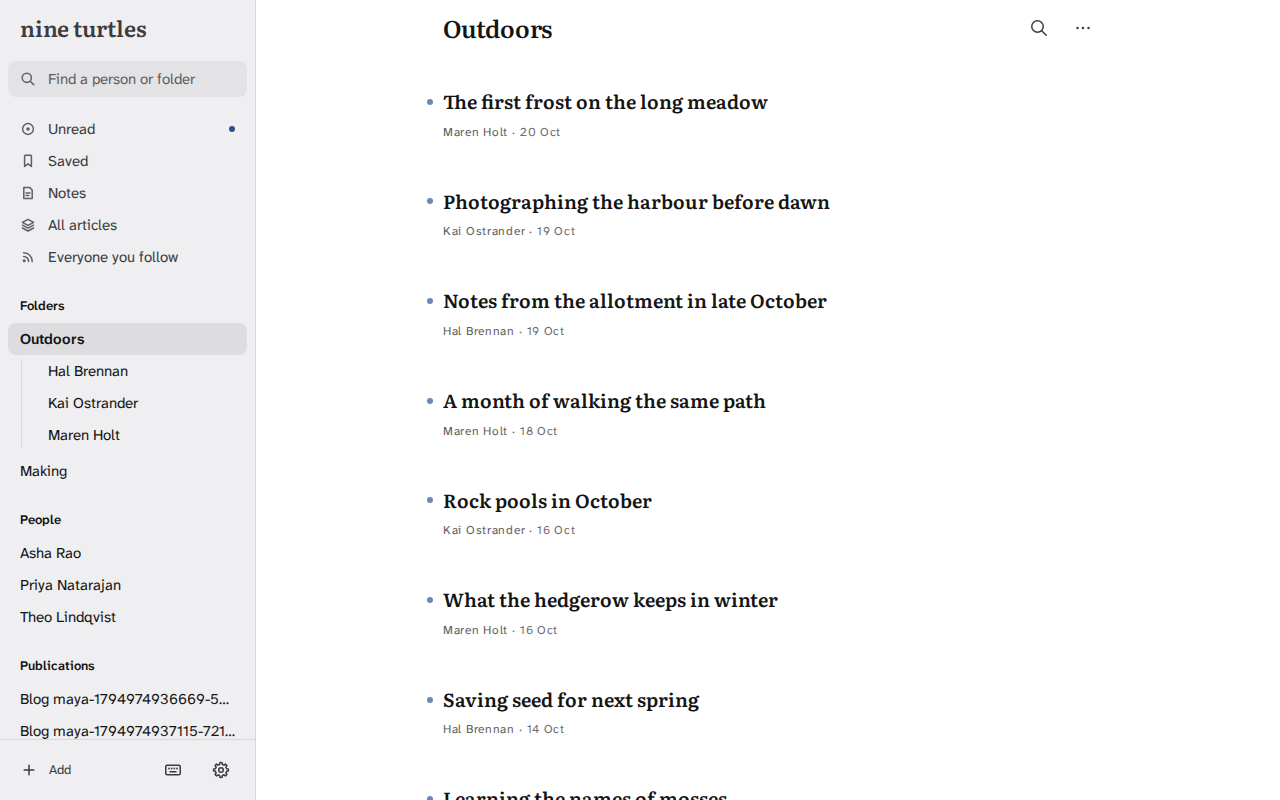 nine turtles
Find a person or folder
Unread
Saved
Notes
All articles
Everyone you follow
Folders
Outdoors
Hal Brennan
Kai Ostrander
Maren Holt
Making
People
Asha Rao
Priya Natarajan
Theo Lindqvist
Publications
Blog maya-1794974936669-5...
Blog maya-1794974937115-721...
Add
Outdoors
The first frost on the long meadow
Maren Holt · 20 Oct
Photographing the harbour before dawn
Kai Ostrander · 19 Oct
Notes from the allotment in late October
Hal Brennan · 19 Oct
A month of walking the same path
Maren Holt · 18 Oct
Rock pools in October
Kai Ostrander · 16 Oct
What the hedgerow keeps in winter
Maren Holt · 16 Oct
Saving seed for next spring
Hal Brennan · 14 Oct
Learning the names of mosses